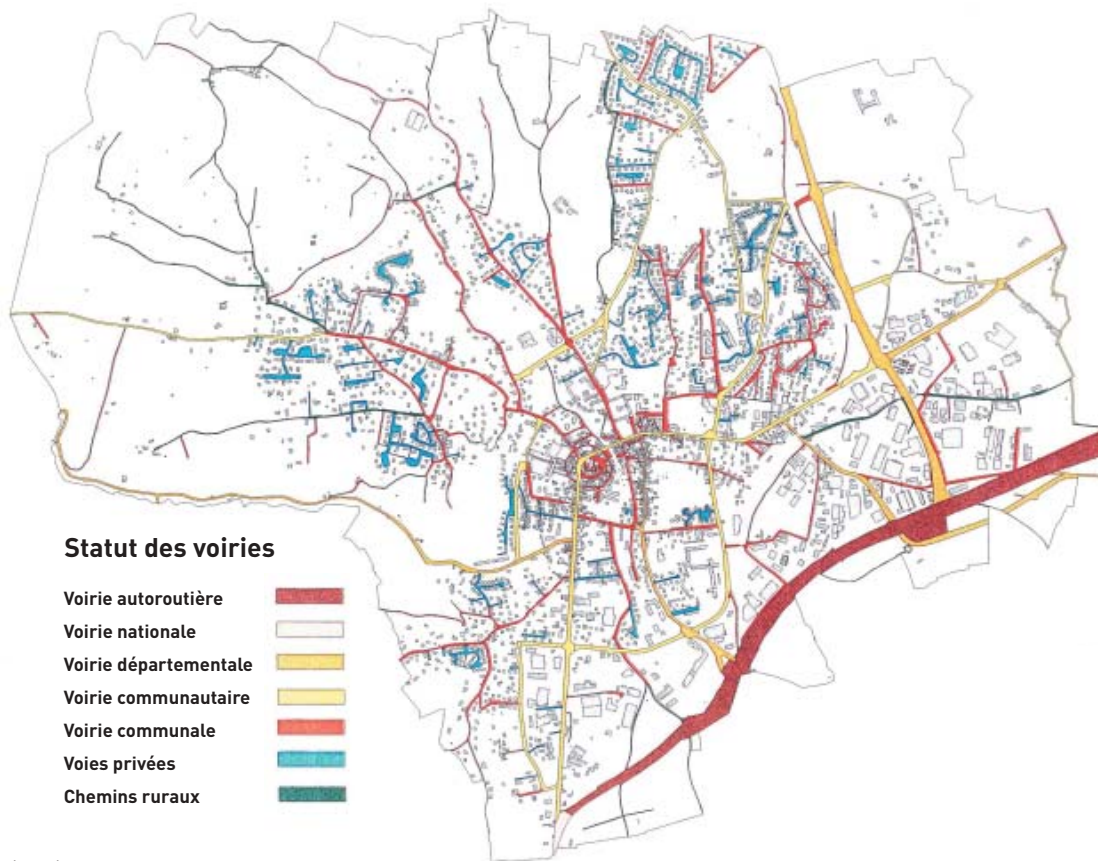 Statut des voiries
Voirie autoroutière
Voirie nationale
Voirie départementale
Voirie communautaire
Voirie communale
Voies privées
Chemins ruraux